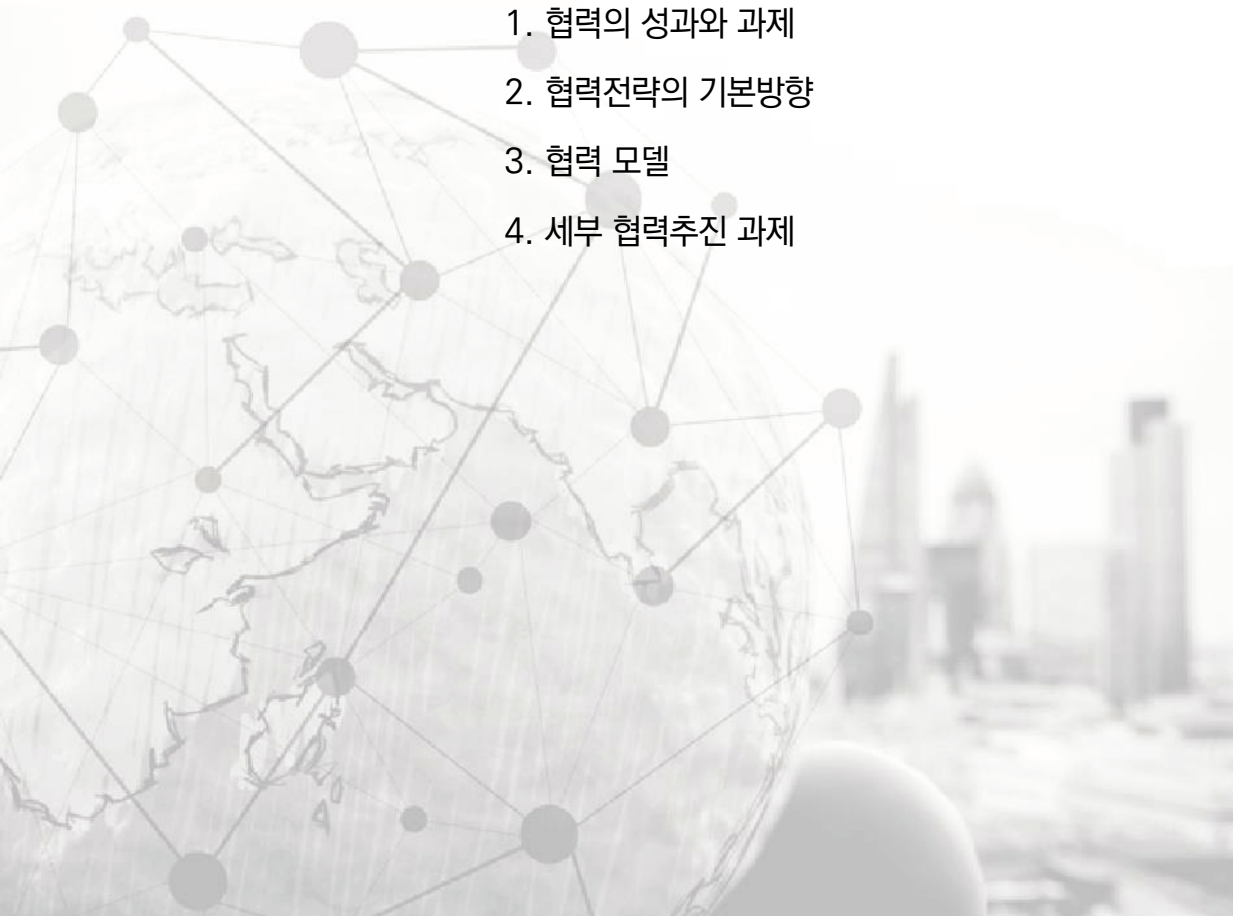 1. 협력의 성과와 과제
2. 협력전략의 기본방향
3. 협력 모델
4. 세부 협력추진 과제